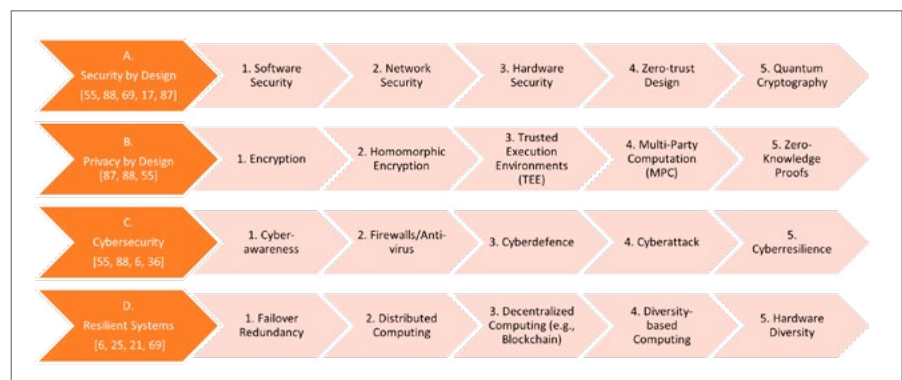 A.
Security by Design
[55, 88, 69, 17, 87]
1. Software
Security
2. Network
Security
3. Hardware
Security
4. Zero-trust
Design
5. Quantum
Cryptography
B.
Privacy by Design
[87, 88, 55]
1. Encryption
2. Homomorphic
Encryption
3. Trusted
Execution
Environments
(TEE)
4. Multi-Party
Computation
(MPC)
5. Zero-
Knowledge
Proofs
C.
Cybersecurity
[55, 88, 6, 36]
1. Cyber-
awareness
2. Firewalls/Anti-
virus
3. Cyberdefence
4. Cyberattack
5.
Cyberresilience
D.
Resilient Systems
[6, 25, 21, 69]
1. Failover
Redundancy
2. Distributed
Computing
3. Decentralized
Computing (e.g.,
Blockchain)
4. Diversity-
based
Computing
5. Hardware
Diversity